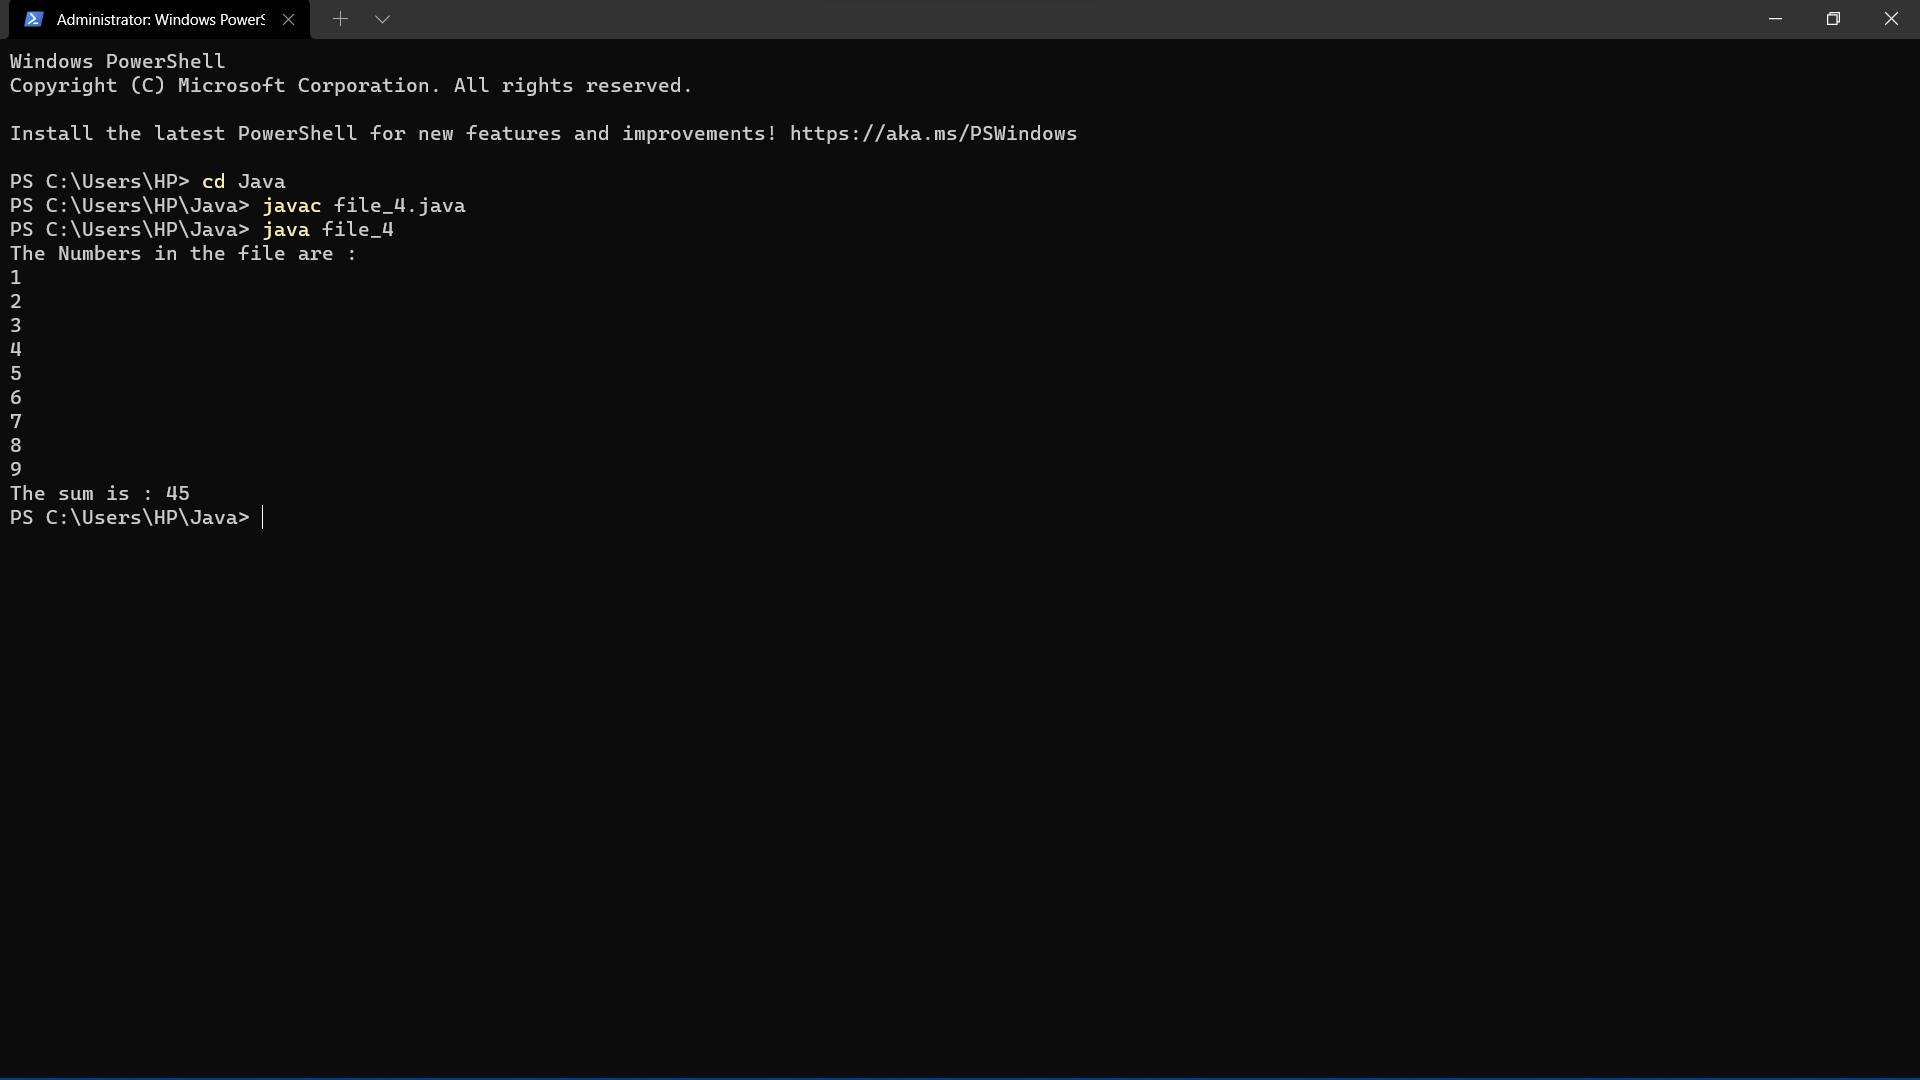 Administrator: Windows PowerS
Windows PowerShell
Copyright (C) Microsoft Corporation. All rights reserved.
Install the latest PowerShell for new features and improvements! https://aka.ms/PSWindows
PS C:\Users\HP> cd Java
PS C:\Users\HP\Java> javac file_4.java
PS C:\Users\HP\Java> java file_4
The Numbers in the file are :
1
2
3
4
5
6
7
8
9
The sum is : 45
PS C:\Users\HP\Java>